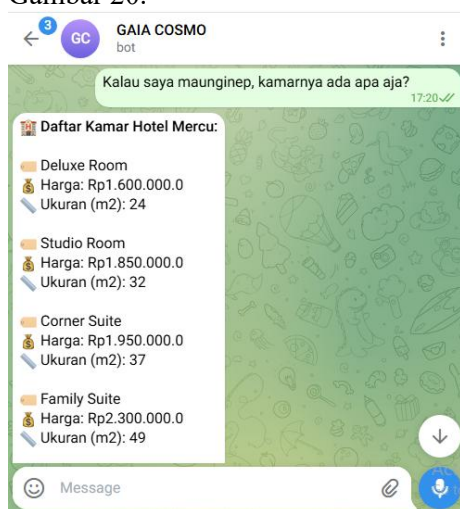 Gambar 20.
3
GC
GAIA COSMO
bot
Kalau saya maunginep, kamarnya ada apa aja?
17:20
Daftar Kamar Hotel Mercu:
Deluxe Room
Harga: Rp1.600.000.0
Ukuran (m2): 24
Studio Room
Harga: Rp1.850.000.0
Ukuran (m2): 32
Corner Suite
Harga: Rp1.950.000.0
Ukuran (m2): 37
Family Suite
Harga: Rp2.300.000.0
Ukuran (m2): 49
Message